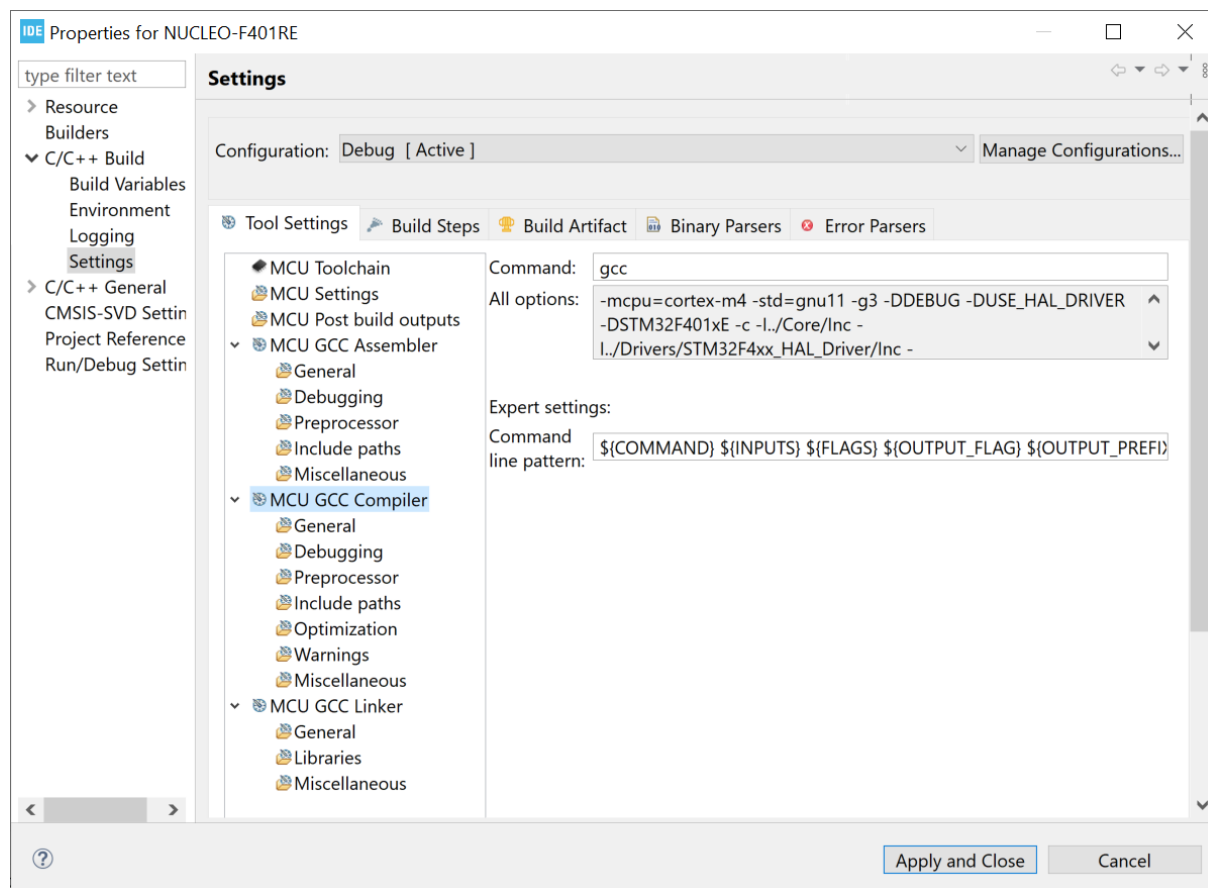 IDE Properties for NUCLEO-F401RE
type filter text
Resource
Builders
C/C++ Build
Build Variables
Environment
Logging
Settings
C/C++ General
CMSIS-SVD Settin
Project Reference
Run/Debug Settin
Settings
Configuration: Debug [ Active ] Manage Configurations...
Tool Settings Build Steps Build Artifact Binary Parsers Error Parsers
MCU Toolchain
MCU Settings
MCU Post build outputs
MCU GCC Assembler
General
Debugging
Preprocessor
Include paths
Miscellaneous
MCU GCC Compiler
General
Debugging
Preprocessor
Include paths
Optimization
Warnings
Miscellaneous
MCU GCC Linker
General
Libraries
Miscellaneous
Command: gcc
All options: -mcpu=cortex-m4 -std=gnu11 -g3 -DDEBUG -DUSE_HAL_DRIVER
-DSTM32F401xE -c -I../Core/Inc -
I../Drivers/STM32F4xx_HAL_Driver/Inc -
Expert settings:
Command
line pattern: ${COMMAND} ${INPUTS} ${FLAGS} ${OUTPUT_FLAG} ${OUTPUT_PREFIX
Apply and Close Cancel